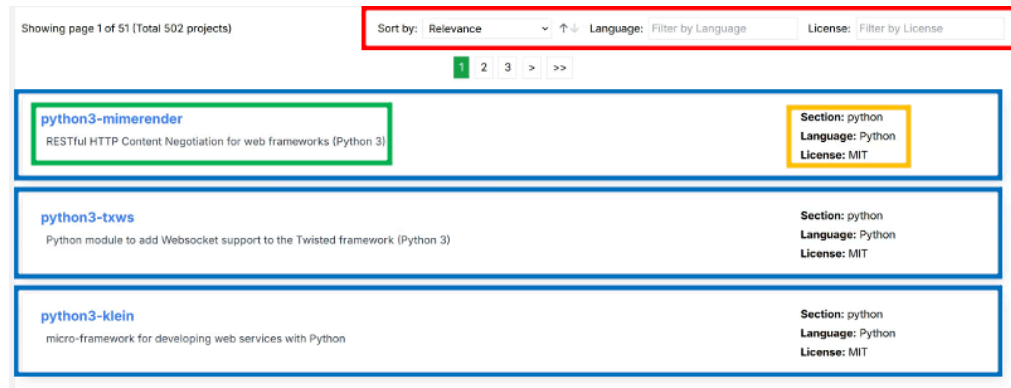 Showing page 1 of 51 (Total 502 projects) Sort by: Relevance ↑↓ Language: Filter by Language License: Filter by License
1 2 3 > >>
python3-mimerender
RESTful HTTP Content Negotiation for web frameworks (Python 3)
Section: python
Language: Python
License: MIT
python3-txws
Python module to add Websocket support to the Twisted framework (Python 3)
Section: python
Language: Python
License: MIT
python3-klein
micro-framework for developing web services with Python
Section: python
Language: Python
License: MIT